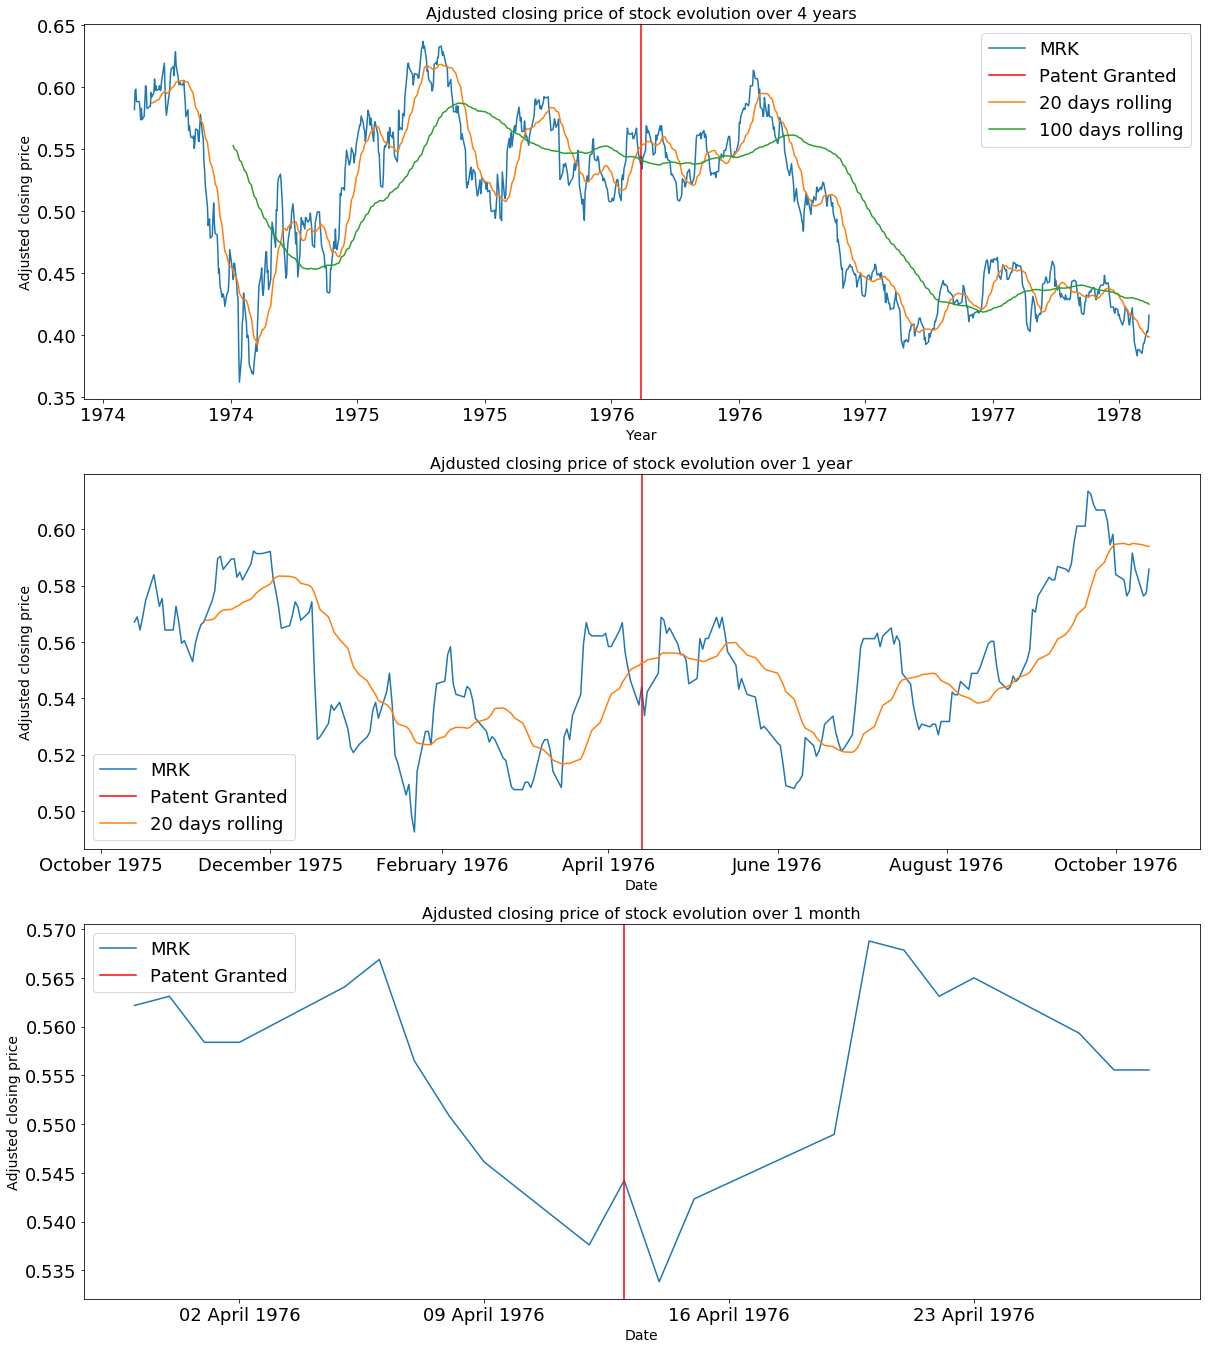 Ajdusted closing price of stock evolution over 4 years
0.65
0.60
0.55
0.50
0.45
0.40
0.35
Adjusted closing price
MRK
Patent Granted
20 days rolling
100 days rolling
1974 1974 1975 1975 1976 1976 1977 1977 1978
Year
Ajdusted closing price of stock evolution over 1 year
0.60
0.58
0.56
0.54
0.52
0.50
Adjusted closing price
MRK
Patent Granted
20 days rolling
October 1975 December 1975 February 1976 April 1976 June 1976 August 1976 October 1976
Date
Ajdusted closing price of stock evolution over 1 month
0.570
0.565
0.560
0.555
0.550
0.545
0.540
0.535
Adjusted closing price
MRK
Patent Granted
02 April 1976 09 April 1976 16 April 1976 23 April 1976
Date